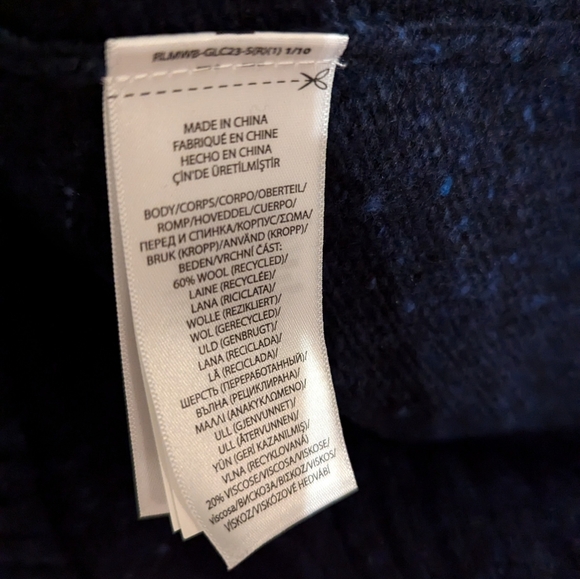 RLMWB-GLC23-5(RX1) 1/10
MADE IN CHINA
FABRIQUÉ EN CHINE
HECHO EN CHINA
ÇİN'DE ÜRETİLMİŞTİR
BODY/CORPS/CORPO/OBERTEIL/
ROMP/HOVEDDEL/CUERPO/
ПЕРЕД И СПИНКА/КОРПУС/ΣΩΜΑ/
BRUK (KROPP)/ANVÄND (KROPP)/
BEDEN/VRCHNÍ ČÁST:
60% WOOL (RECYCLED)/
LAINE (RECYCLÉE)/
LANA (RICICLATA)/
WOLLE (REZIKLIERT)/
WOL (GERECYCLED)/
ULD (GENBRUGT)/
LANA (RECICLADA)/
LÃ (RECICLADA)/
ШЕРСТЬ (ПЕРЕРАБОТАННЫЙ)/
ВЪЛНА (РЕЦИКЛИРАНА)/
ΜΑΛΛΙ (ΑΝΑΚΥΚΛΩΜΕΝΟ)/
ULL (GJENVUNNET)/
ULL (ÅTERVUNNEN)/
YÜN (GERİ KAZANILMIŞ)/
VLNA (RECYKLOVANÁ)
20% VISCOSE/VISCOSA/VISKOSE/
viscosa/ВИСКОЗА/ΒΙΣΚΟΖ/VISKOS/
VİSKOZ/VISKÓZOVÉ HEDVÁBÍ